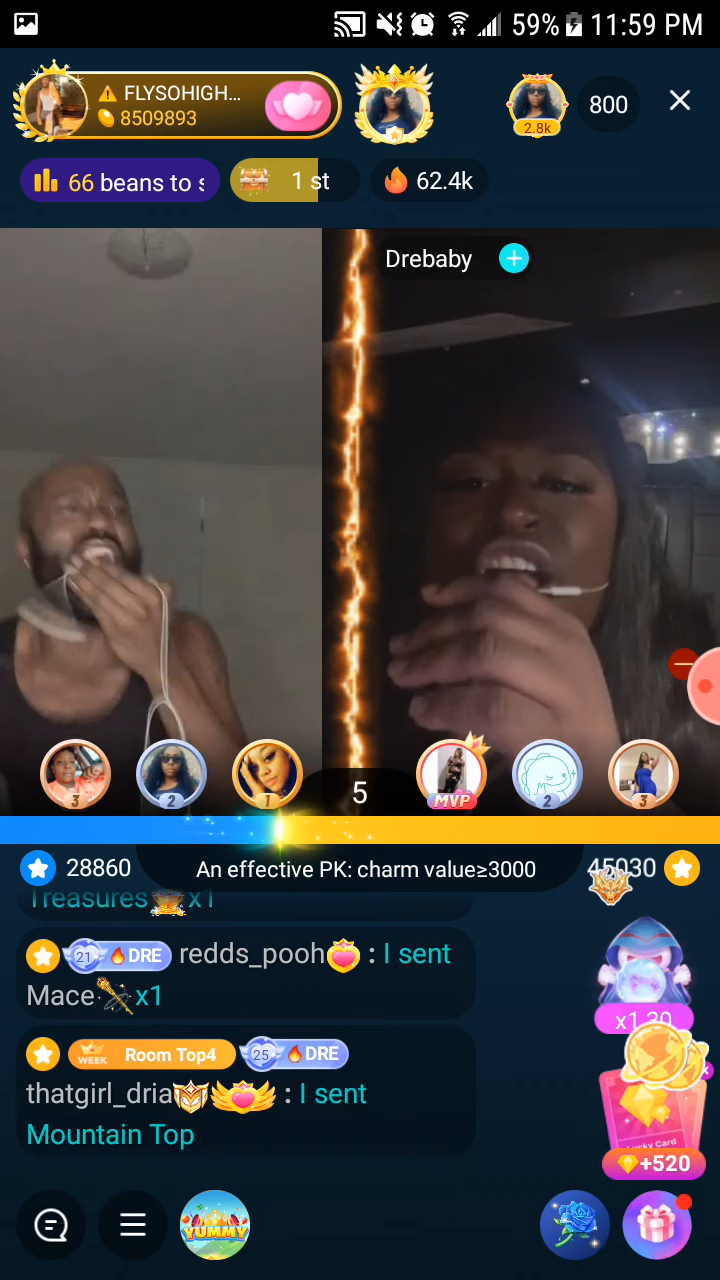 59% 11:59 PM
FLYSOHIGH...
8509893
2.8k
800
66 beans to s
1 st
62.4k
Drebaby
3
2
1
5
MVP
2
3
28860
An effective PK: charm value≥3000
45030
Treasures x1
21 DRE redds_pooh : I sent
Mace x1
WEEK Room Top4 25 DRE
thatgirl_dria : I sent
Mountain Top
x1.30
Lucky Card
+520
YUMMY